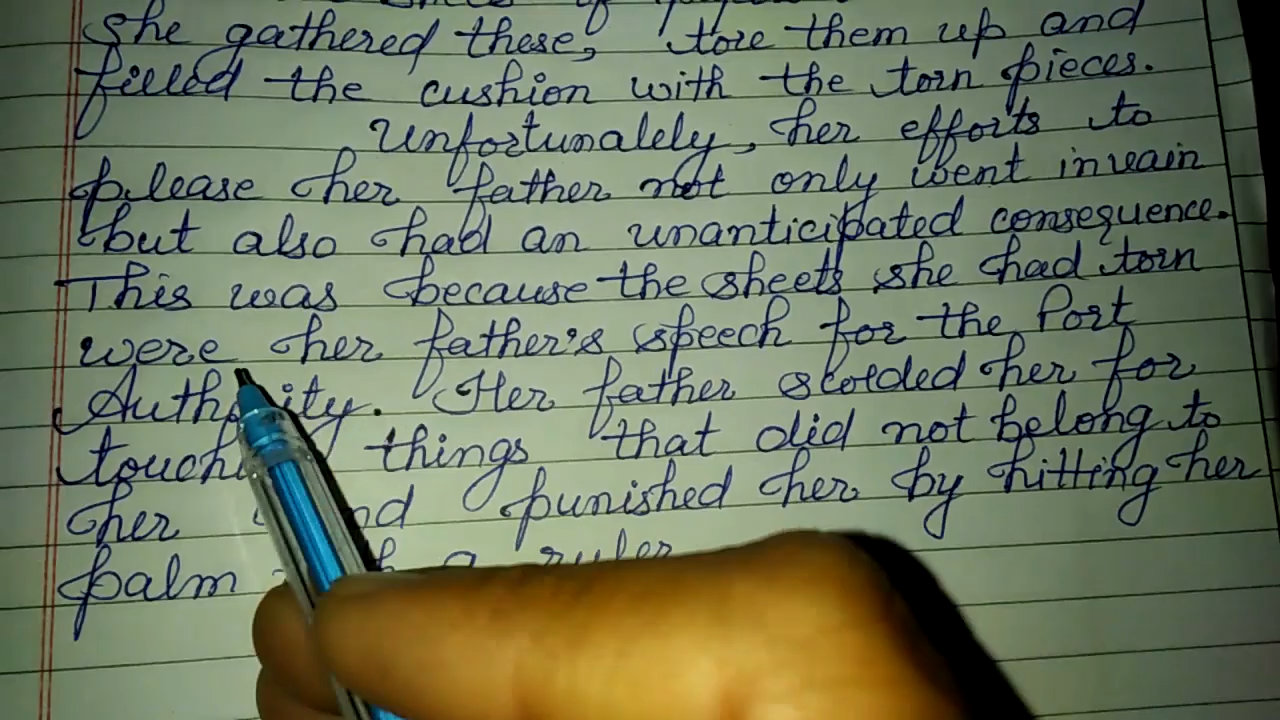 she gathered these, tore them up and
filled the cushion with the torn pieces.
Unfortunalely, her efforts to
please her father not only went in vain
but also had an unanticipated consequence.
This was because the sheets she had torn
were her father's speech for the Port
Authority. Her father scolded her for
things that did not belong to
her punished her by hitting her
palm a ruler